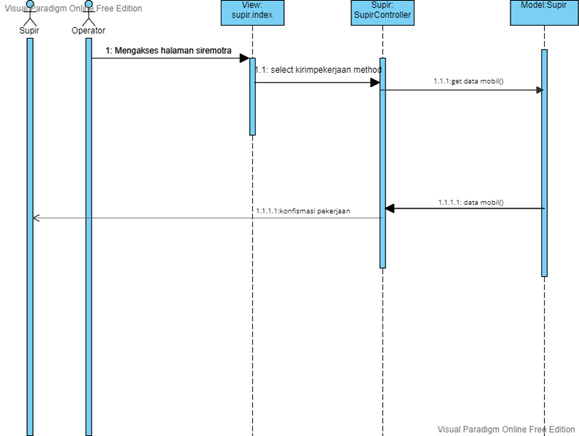 Visual Paradigm Online Free Edition
Supir
Operator
View:
supir.index
Supir:
SupirController
Model:Supir
1: Mengakses halaman siremotra
1.1: select kirimpekerjaan method
1.1.1:get data mobil()
1.1.1.1: data mobil()
1.1.1.1:konfismasi pekerjaan
Visual Paradigm Online Free Edition